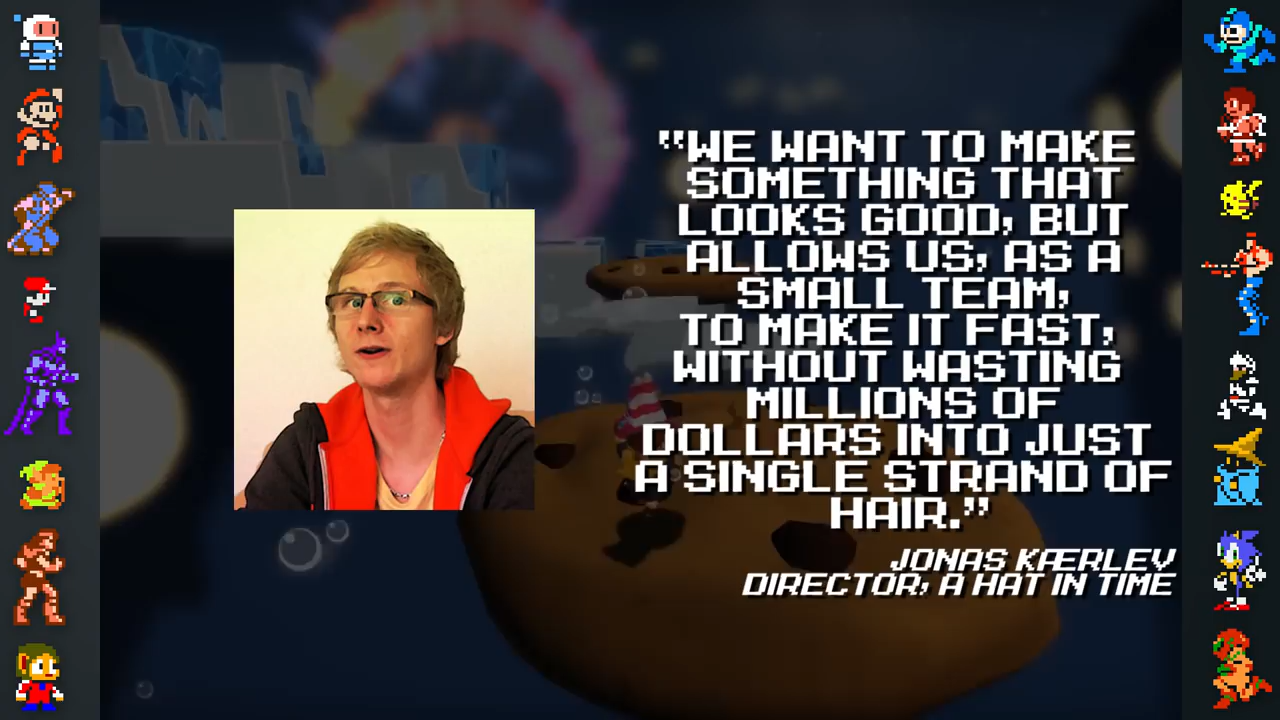 "WE WANT TO MAKE
SOMETHING THAT
LOOKS GOOD, BUT
ALLOWS US, AS A
SMALL TEAM,
TO MAKE IT FAST,
WITHOUT WASTING
MILLIONS OF
DOLLARS INTO JUST
A SINGLE STRAND OF
HAIR."
JONAS KÆRLEV
DIRECTOR, A HAT IN TIME